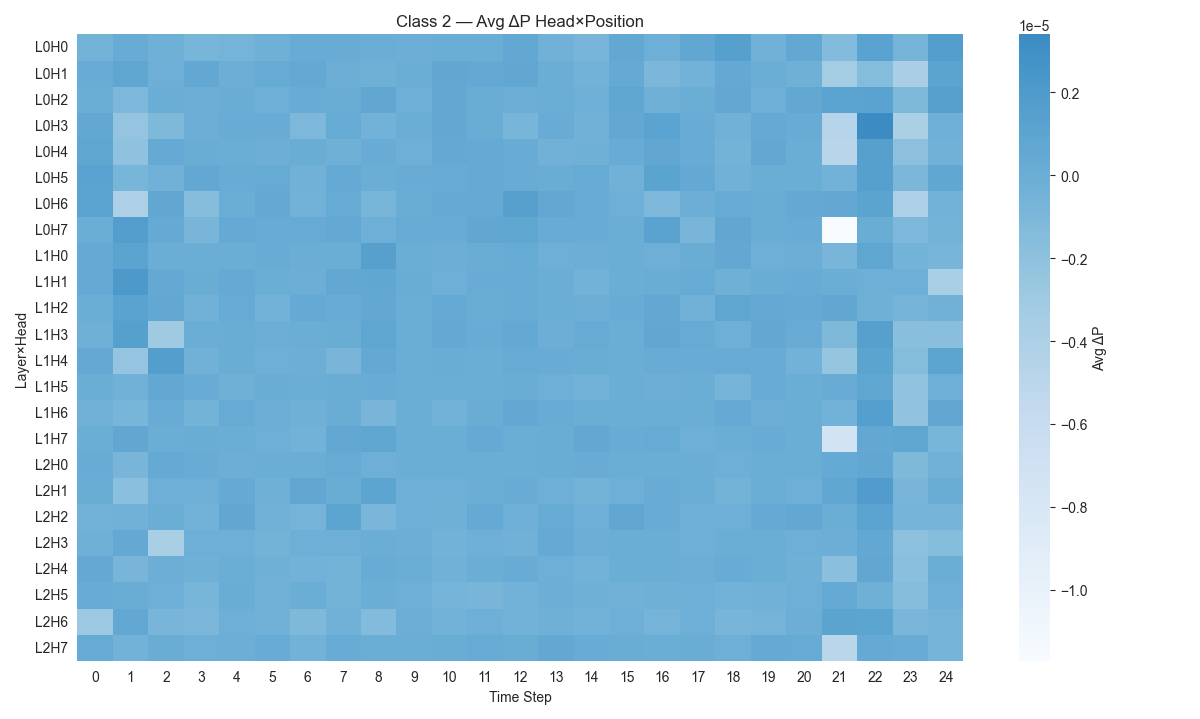 Class 2 — Avg ΔP Head×Position
1e−5
L0H0
L0H1
L0H2
L0H3
L0H4
L0H5
L0H6
L0H7
L1H0
L1H1
L1H2
L1H3
L1H4
L1H5
L1H6
L1H7
L2H0
L2H1
L2H2
L2H3
L2H4
L2H5
L2H6
L2H7
Layer×Head
0 1 2 3 4 5 6 7 8 9 10 11 12 13 14 15 16 17 18 19 20 21 22 23 24
Time Step
0.2
0.0
−0.2
−0.4
−0.6
−0.8
−1.0
Avg ΔP